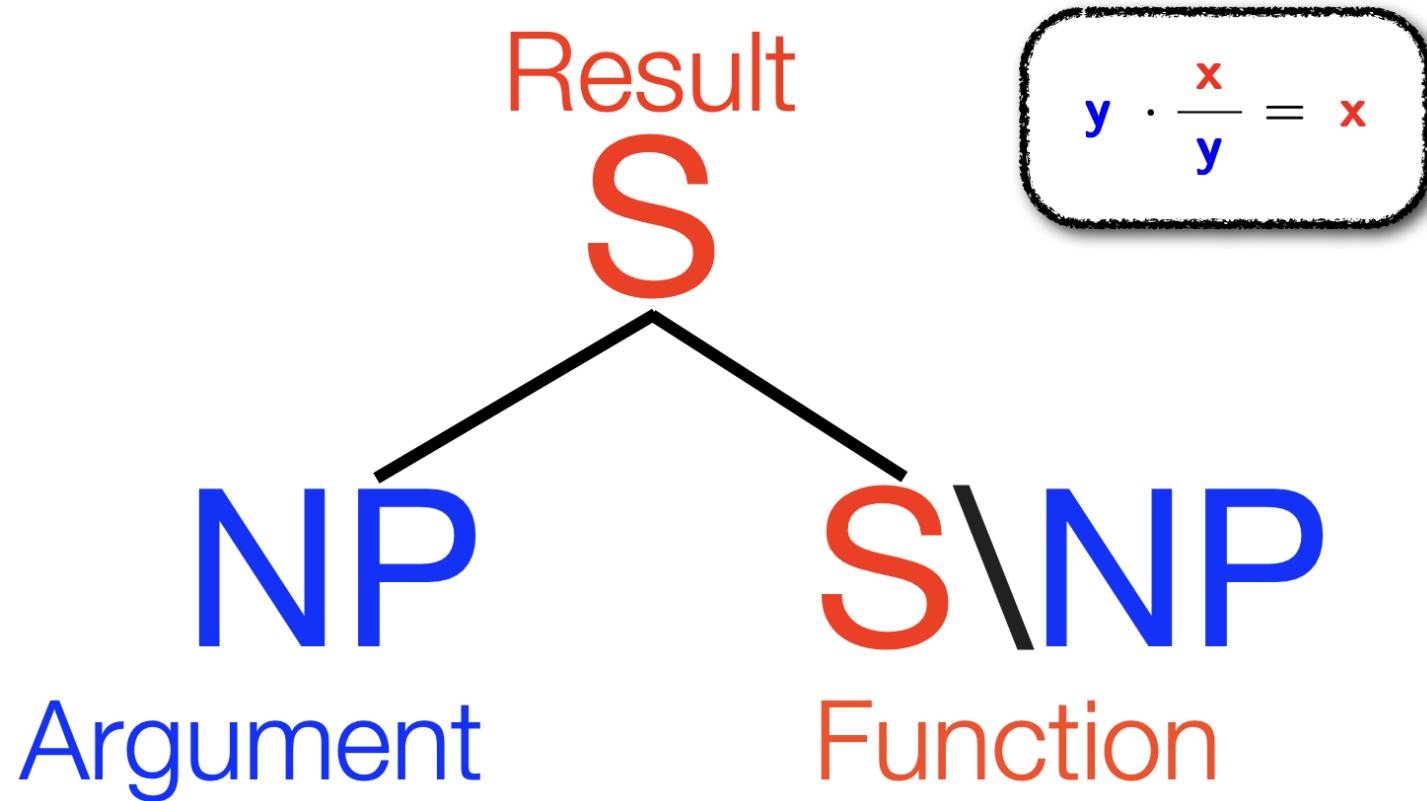 Result
S
y · x/y = x
NP
S\NP
Argument
Function